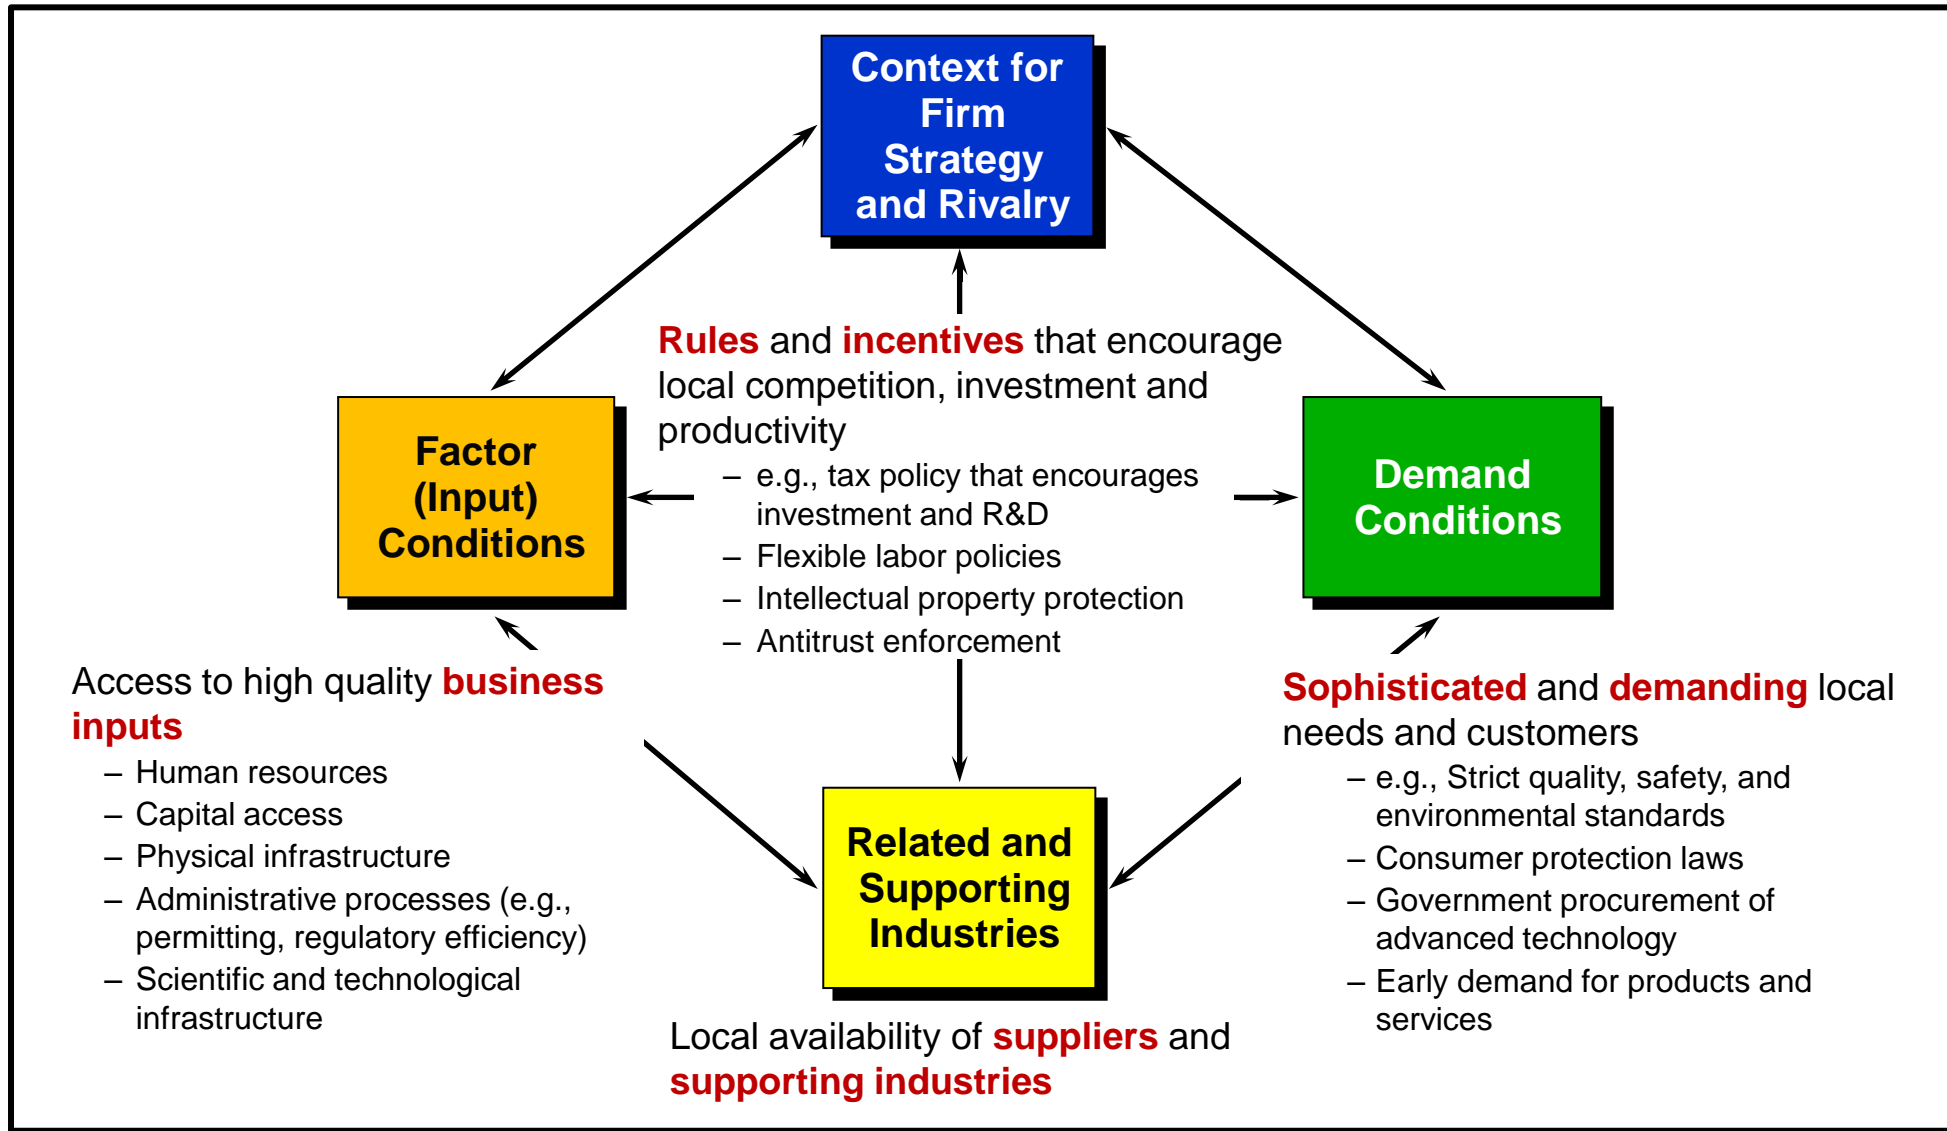 Context for
Firm
Strategy
and Rivalry
Rules and incentives that encourage
local competition, investment and
productivity
– e.g., tax policy that encourages
investment and R&D
– Flexible labor policies
– Intellectual property protection
– Antitrust enforcement
Factor
(Input)
Conditions
Demand
Conditions
Access to high quality business
inputs
– Human resources
– Capital access
– Physical infrastructure
– Administrative processes (e.g.,
permitting, regulatory efficiency)
– Scientific and technological
infrastructure
Related and
Supporting
Industries
Local availability of suppliers and
supporting industries
Sophisticated and demanding local
needs and customers
– e.g., Strict quality, safety, and
environmental standards
– Consumer protection laws
– Government procurement of
advanced technology
– Early demand for products and
services